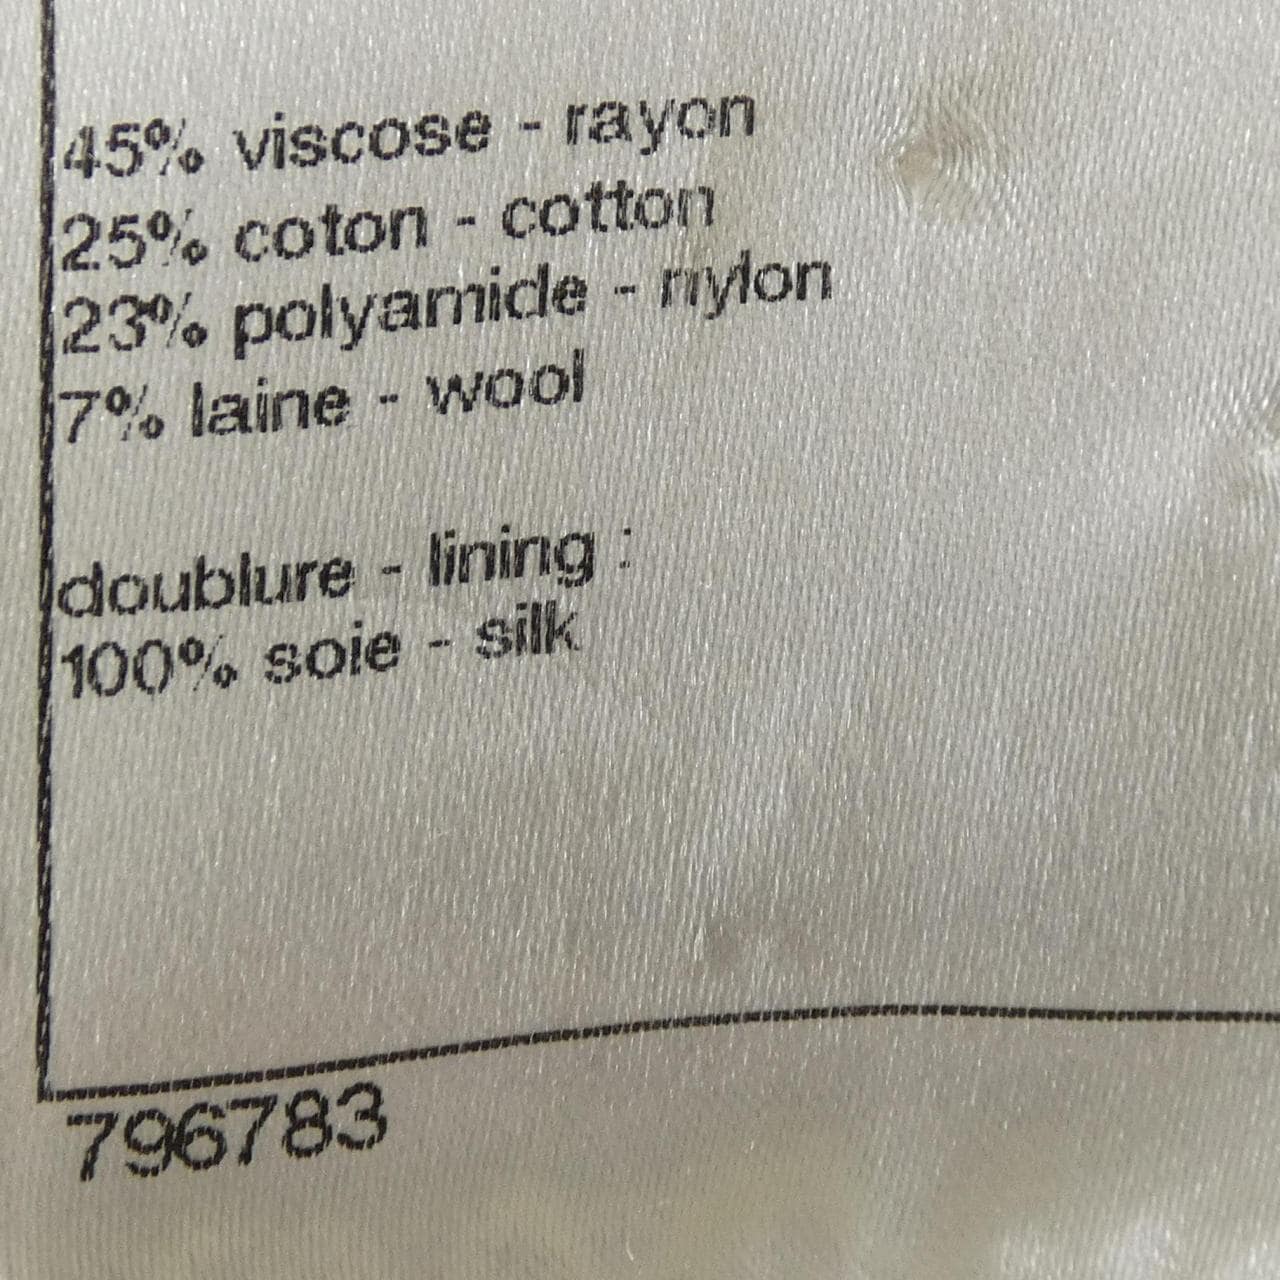 45% viscose - rayon
25% coton - cotton
23% polyamide - nylon
7% laine - wool
doublure - lining :
100% soie - silk
796783